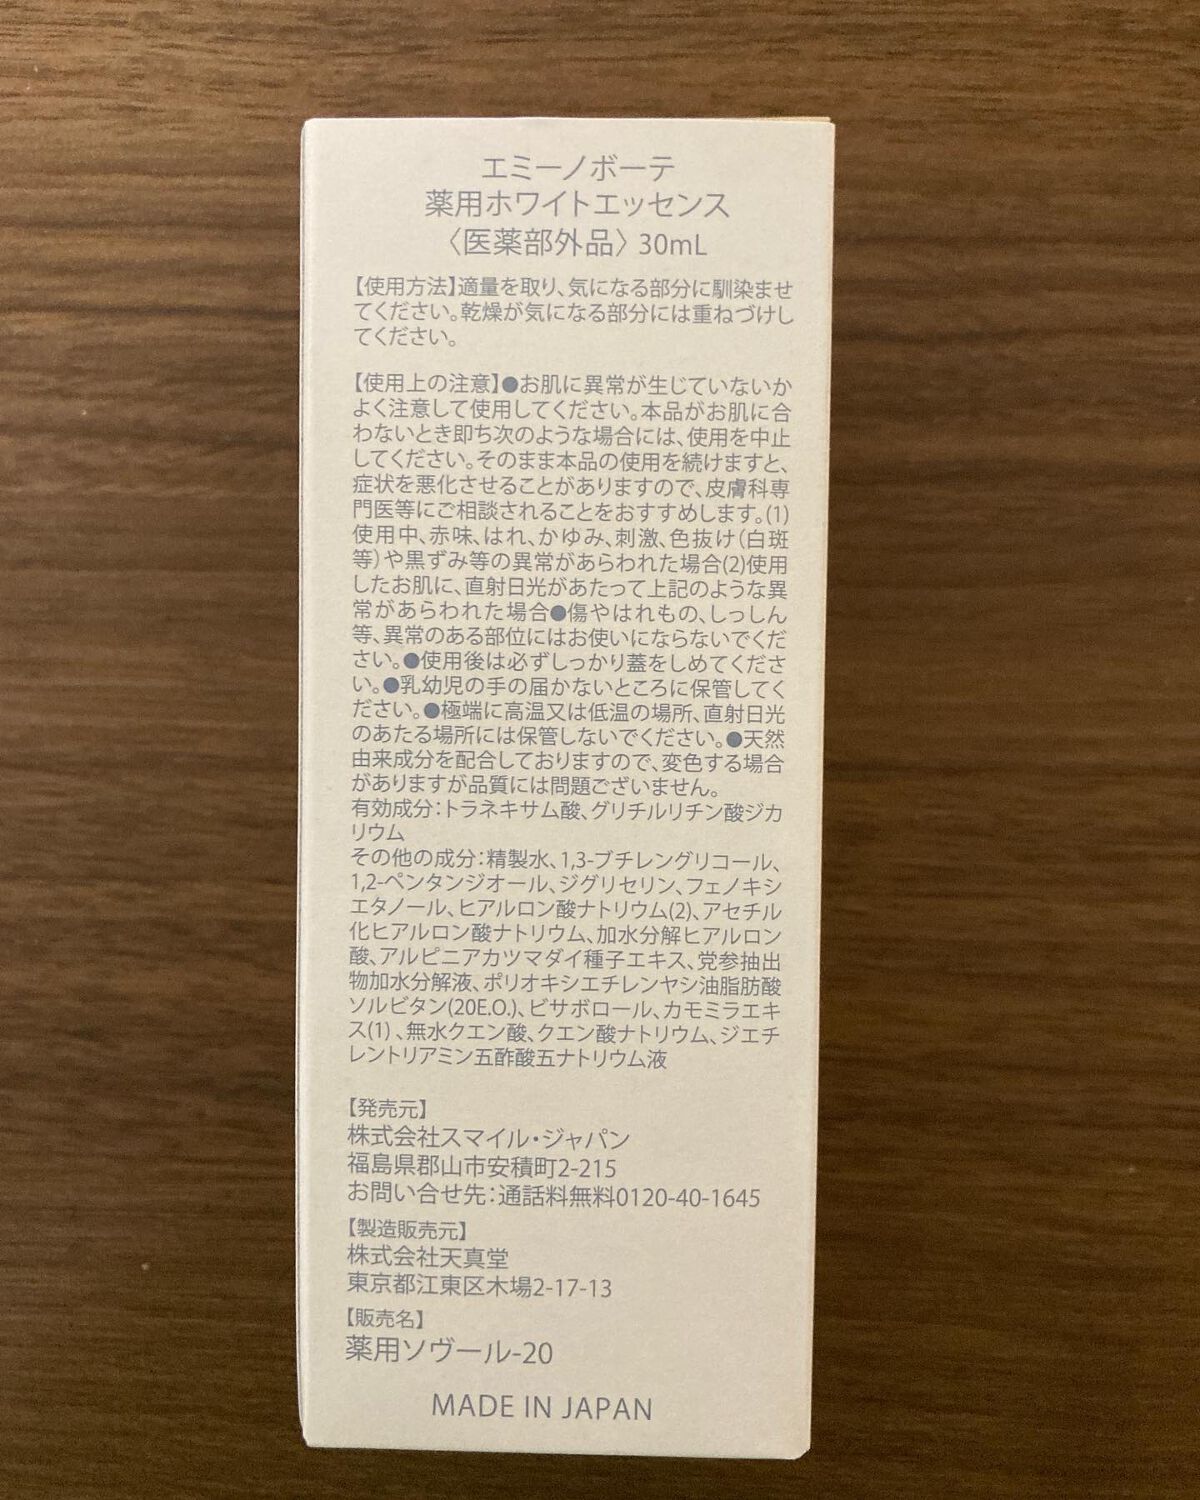 エミーノボーテ
薬用ホワイトエッセンス
〈医薬部外品〉30mL
【使用方法】適量を取り、気になる部分に馴染ませ
てください。乾燥が気になる部分には重ねづけし
てください。
【使用上の注意】●お肌に異常が生じていないか
よく注意して使用してください。本品がお肌に合
わないとき即ち次のような場合には、使用を中止
してください。そのまま本品の使用を続けますと、
症状を悪化させることがありますので、皮膚科専
門医等にご相談されることをおすすめします。(1)
使用中、赤味、はれ、かゆみ、刺激、色抜け(白斑
等)や黒ずみ等の異常があらわれた場合(2)使用
したお肌に、直射日光があたって上記のような異
常があらわれた場合●傷やはれもの、しっしん
等、異常のある部位にはお使いにならないでくだ
さい。●使用後は必ずしっかり蓋をしめてくださ
い。●乳幼児の手の届かないところに保管してく
ださい。●極端に高温又は低温の場所、直射日光
のあたる場所には保管しないでください。●天然
由来成分を配合しておりますので、変色する場合
がありますが品質には問題ございません。
有効成分:トラネキサム酸、グリチルリチン酸ジカ
リウム
その他の成分:精製水、1,3-ブチレングリコール、
1,2-ペンタンジオール、ジグリセリン、フェノキシ
エタノール、ヒアルロン酸ナトリウム(2)、アセチル
化ヒアルロン酸ナトリウム、加水分解ヒアルロン
酸、アルピニアカツマダイ種子エキス、党参抽出
物加水分解液、ポリオキシエチレンヤシ油脂肪酸
ソルビタン(20E.O.)、ビサボロール、カモミラエキ
ス(1)、無水クエン酸、クエン酸ナトリウム、ジエチ
レントリアミン五酢酸五ナトリウム液
【発売元】
株式会社スマイル・ジャパン
福島県郡山市安積町2-215
お問い合せ先:通話料無料0120-40-1645
【製造販売元】
株式会社天真堂
東京都江東区木場2-17-13
【販売名】
薬用ソヴール-20
MADE IN JAPAN